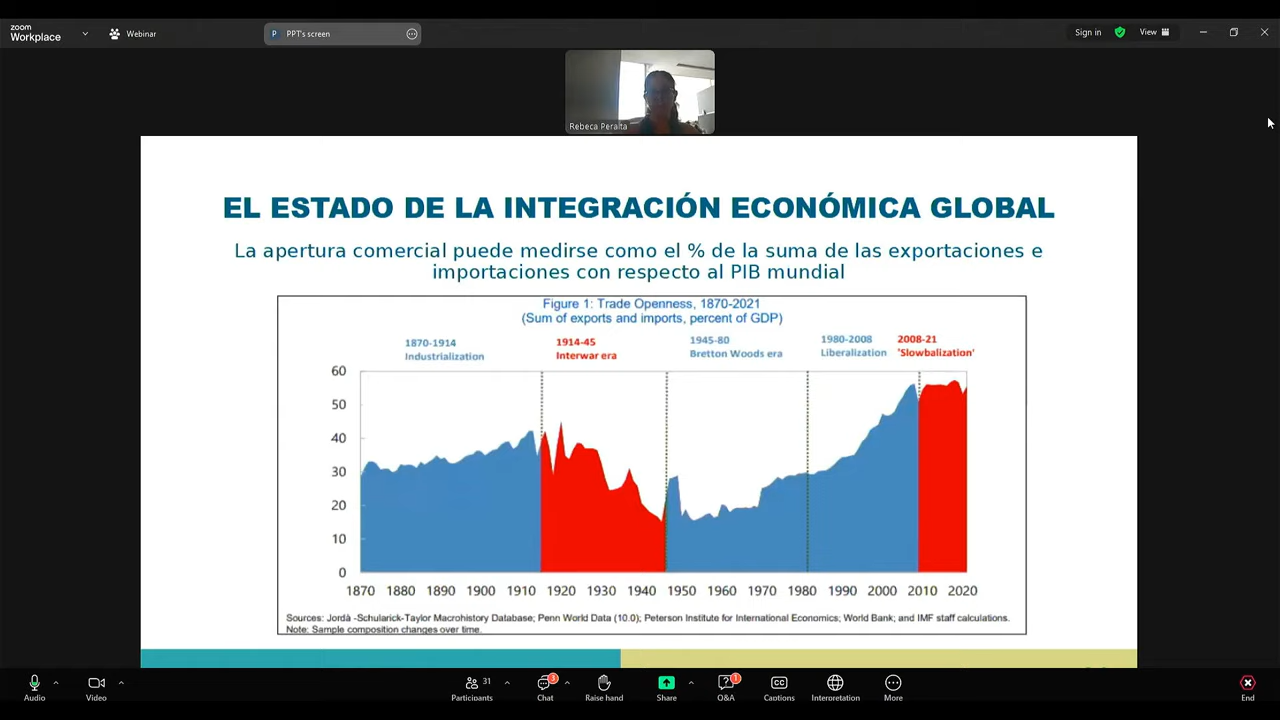 zoom
Workplace
Webinar
P PPT's screen
Sign in
View
Rebeca Peralta
EL ESTADO DE LA INTEGRACIÓN ECONÓMICA GLOBAL
La apertura comercial puede medirse como el % de la suma de las exportaciones e
importaciones con respecto al PIB mundial
Figure 1: Trade Openness, 1870-2021
(Sum of exports and imports, percent of GDP)
1870-1914
Industrialization
1914-45
Interwar era
1945-80
Bretton Woods era
1980-2008
Liberalization
2008-21
'Slowbalization'
60
50
40
30
20
10
0
1870 1880 1890 1900 1910 1920 1930 1940 1950 1960 1970 1980 1990 2000 2010 2020
Sources: Jordà -Schularick-Taylor Macrohistory Database; Penn World Data (10.0); Peterson Institute for International Economics; World Bank; and IMF staff calculations.
Note: Sample composition changes over time.
Audio
Video
31
Participants
3
Chat
Raise hand
Share
1
Q&A
CC
Captions
Interpretation
More
End